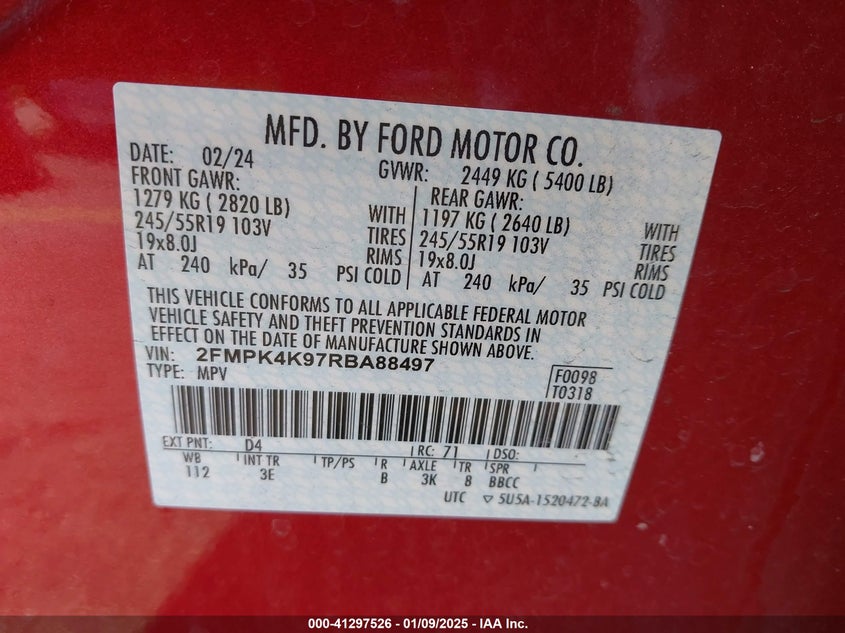 MFD. BY FORD MOTOR CO.
DATE: 02/24 GVWR: 2449 KG ( 5400 LB)
FRONT GAWR: REAR GAWR:
1279 KG ( 2820 LB) WITH 1197 KG ( 2640 LB) WITH
245/55R19 103V TIRES 245/55R19 103V TIRES
19x8.0J RIMS 19x8.0J RIMS
AT 240 kPa/ 35 PSI COLD AT 240 kPa/ 35 PSI COLD
THIS VEHICLE CONFORMS TO ALL APPLICABLE FEDERAL MOTOR
VEHICLE SAFETY AND THEFT PREVENTION STANDARDS IN
EFFECT ON THE DATE OF MANUFACTURE SHOWN ABOVE.
VIN: 2FMPK4K97RBA88497
TYPE: MPV
F0098
T0318
EXT PNT: D4 RC: 71 DSO:
WB INT TR TP/PS R AXLE TR SPR
112 3E B 3K 8 BBCC
UTC ▽ 5U5A-1520472-BA
000-41297526 - 01/09/2025 - IAA Inc.